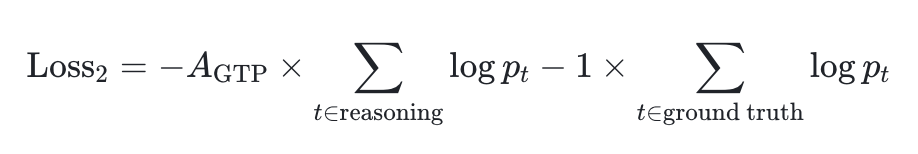 Loss₂ = −A_GTP × ∑_{t∈reasoning} log p_t − 1 × ∑_{t∈ground truth} log p_t